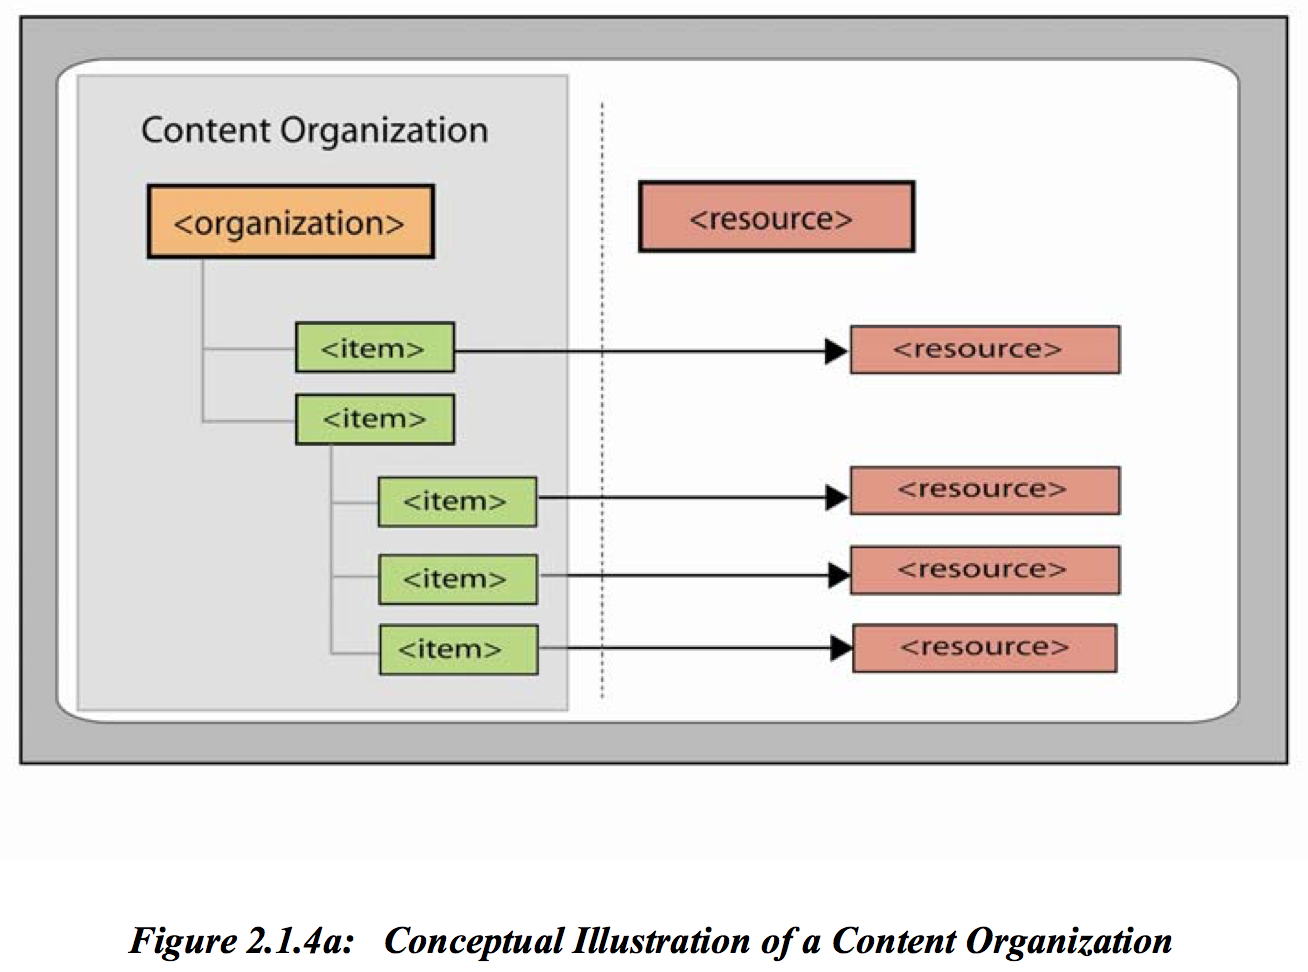 Content Organization
<organization>
<resource>
<item>
<resource>
<item>
<item>
<resource>
<item>
<resource>
<item>
<resource>
Figure 2.1.4a: Conceptual Illustration of a Content Organization